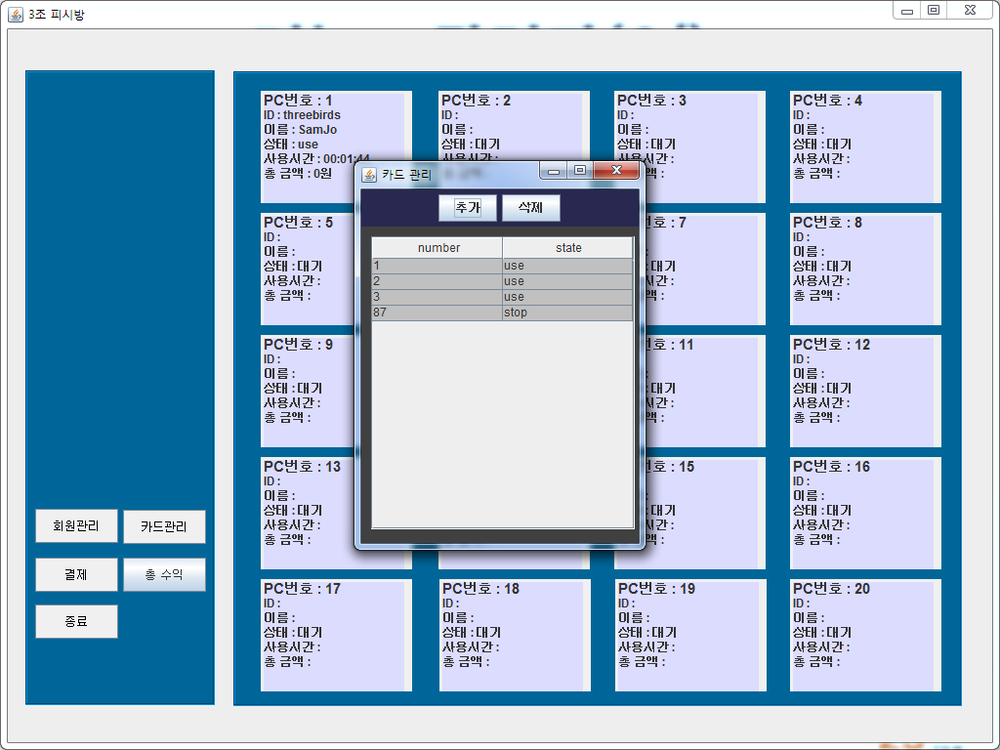 3조 피시방
PC번호 : 1
ID : threebirds
이름 : SamJo
상태 : use
사용시간 : 00:01:44
총 금액 : 0원
PC번호 : 2
ID :
이름 :
상태 : 대기
사용시간 :
PC번호 : 3
ID :
이름 :
상태 : 대기
사용시간 :
액 :
PC번호 : 4
ID :
이름 :
상태 : 대기
사용시간 :
총 금액 :
카드 관리
추가
삭제
number
state
1
use
2
use
3
use
87
stop
PC번호 : 5
ID :
이름 :
상태 : 대기
사용시간 :
총 금액 :
호 : 7
: 대기
시간 :
액 :
PC번호 : 8
ID :
이름 :
상태 : 대기
사용시간 :
총 금액 :
PC번호 : 9
ID :
이름 :
상태 : 대기
사용시간 :
총 금액 :
호 : 11
: 대기
시간 :
액 :
PC번호 : 12
ID :
이름 :
상태 : 대기
사용시간 :
총 금액 :
PC번호 : 13
ID :
이름 :
상태 : 대기
사용시간 :
총 금액 :
호 : 15
: 대기
시간 :
액 :
PC번호 : 16
ID :
이름 :
상태 : 대기
사용시간 :
총 금액 :
회원관리
카드관리
결제
총 수익
종료
PC번호 : 17
ID :
이름 :
상태 : 대기
사용시간 :
총 금액 :
PC번호 : 18
ID :
이름 :
상태 : 대기
사용시간 :
총 금액 :
PC번호 : 19
ID :
이름 :
상태 : 대기
사용시간 :
총 금액 :
PC번호 : 20
ID :
이름 :
상태 : 대기
사용시간 :
총 금액 :